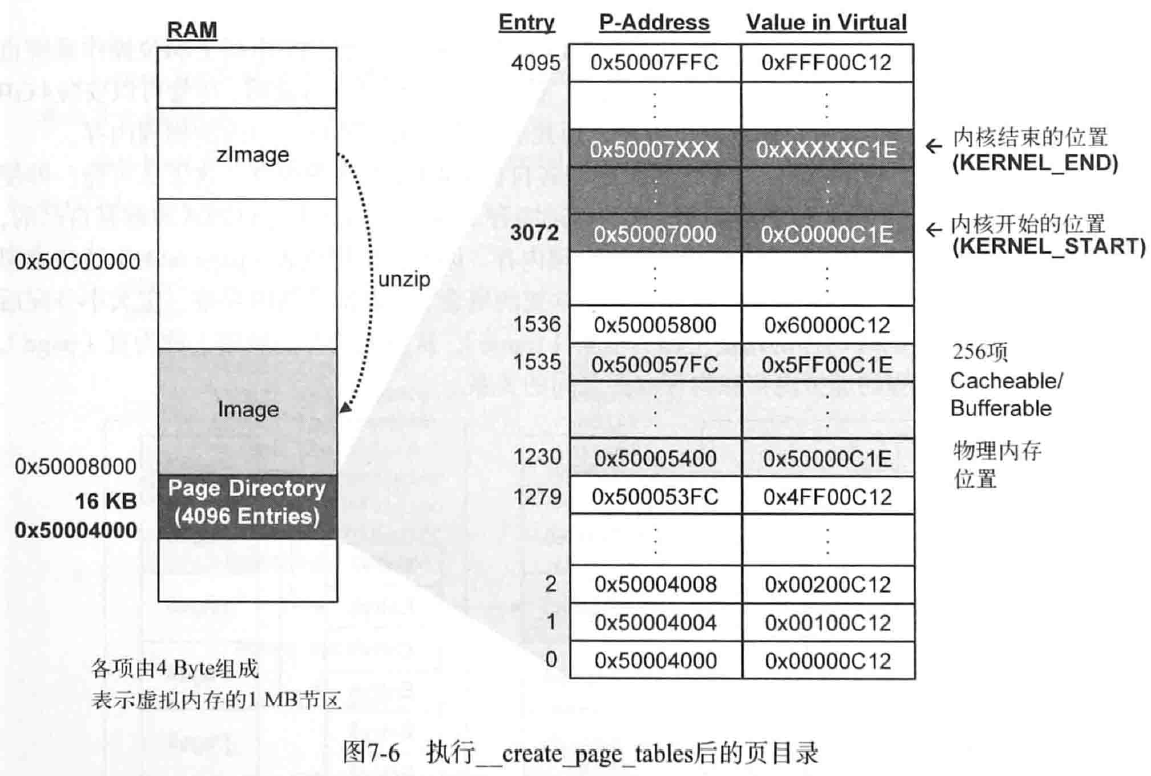 RAM
zImage
0x50C00000
unzip
Image
0x50008000
16 KB
0x50004000
Page Directory
(4096 Entries)
各项由4 Byte组成
表示虚拟内存的1 MB节区
Entry P-Address Value in Virtual
4095 0x50007FFC 0xFFF00C12
⋮ ⋮
0x50007XXX 0xXXXXXC1E
⋮ ⋮
3072 0x50007000 0xC0000C1E
⋮ ⋮
1536 0x50005800 0x60000C12
1535 0x500057FC 0x5FF00C1E
⋮ ⋮
1230 0x50005400 0x50000C1E
1279 0x500053FC 0x4FF00C12
⋮ ⋮
2 0x50004008 0x00200C12
1 0x50004004 0x00100C12
0 0x50004000 0x00000C12
← 内核结束的位置
(KERNEL_END)
← 内核开始的位置
(KERNEL_START)
256项
Cacheable/
Bufferable
物理内存
位置
图7-6 执行__create_page_tables后的页目录